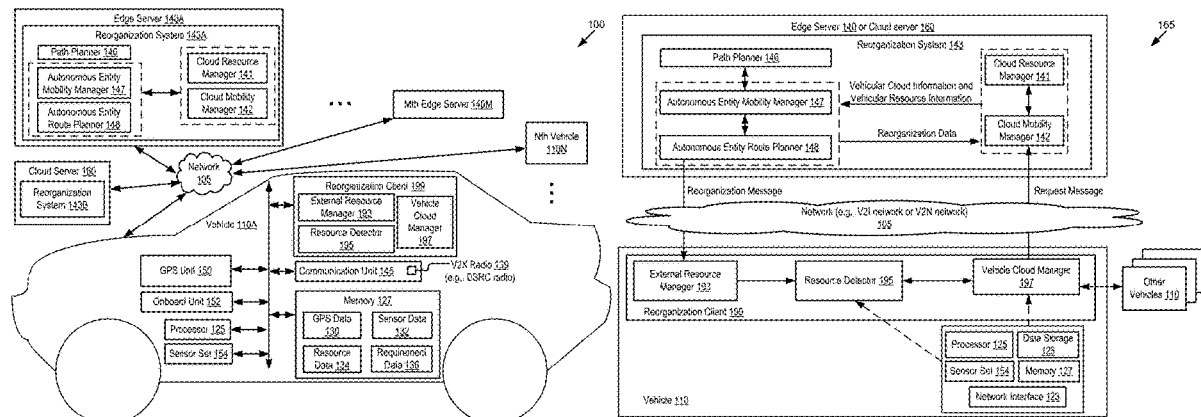 Edge Server 143A
Reorganization System
143A
Path Planner 146
Autonomous Entity
Mobility Manager 147
Autonomous Entity
Route Planner 148
Cloud Resource
Manager 141
Cloud Mobility
Manager 142
100
Mth Edge Server 140M
Nth Vehicle
110N
Network
105
Cloud Server 160
Reorganization
System 143B
Vehicle 110A
Reorganization Client 199
External Resource
Manager 193
Resource Detector
195
Vehicle
Cloud
Manager
197
GPS Unit 150
Communication Unit 145
V2X Radio 139
(e.g., DSRC radio)
Onboard Unit 152
Processor 125
Sensor Set 154
Memory 127
GPS Data
130
Sensor Data
132
Resource
Data 134
Requirement
Data 136
165
Edge Server 140 or Cloud server 160
Reorganization System 143
Path Planner 146
Autonomous Entity Mobility Manager 147
Autonomous Entity Route Planner 148
Vehicular Cloud Information and
Vehicular Resource Information
Reorganization Data
Cloud Resource
Manager 141
Cloud Mobility
Manager 142
Reorganization Message
Request Message
Network (e.g., V2I network or V2N network)
105
External Resource
Manager 193
Resource Detector 195
Vehicle Cloud Manager
197
Reorganization Client 199
Other
Vehicles 110
Processor 125
Data Storage
123
Sensor Set 154
Memory 127
Network Interface 123
Vehicle 110